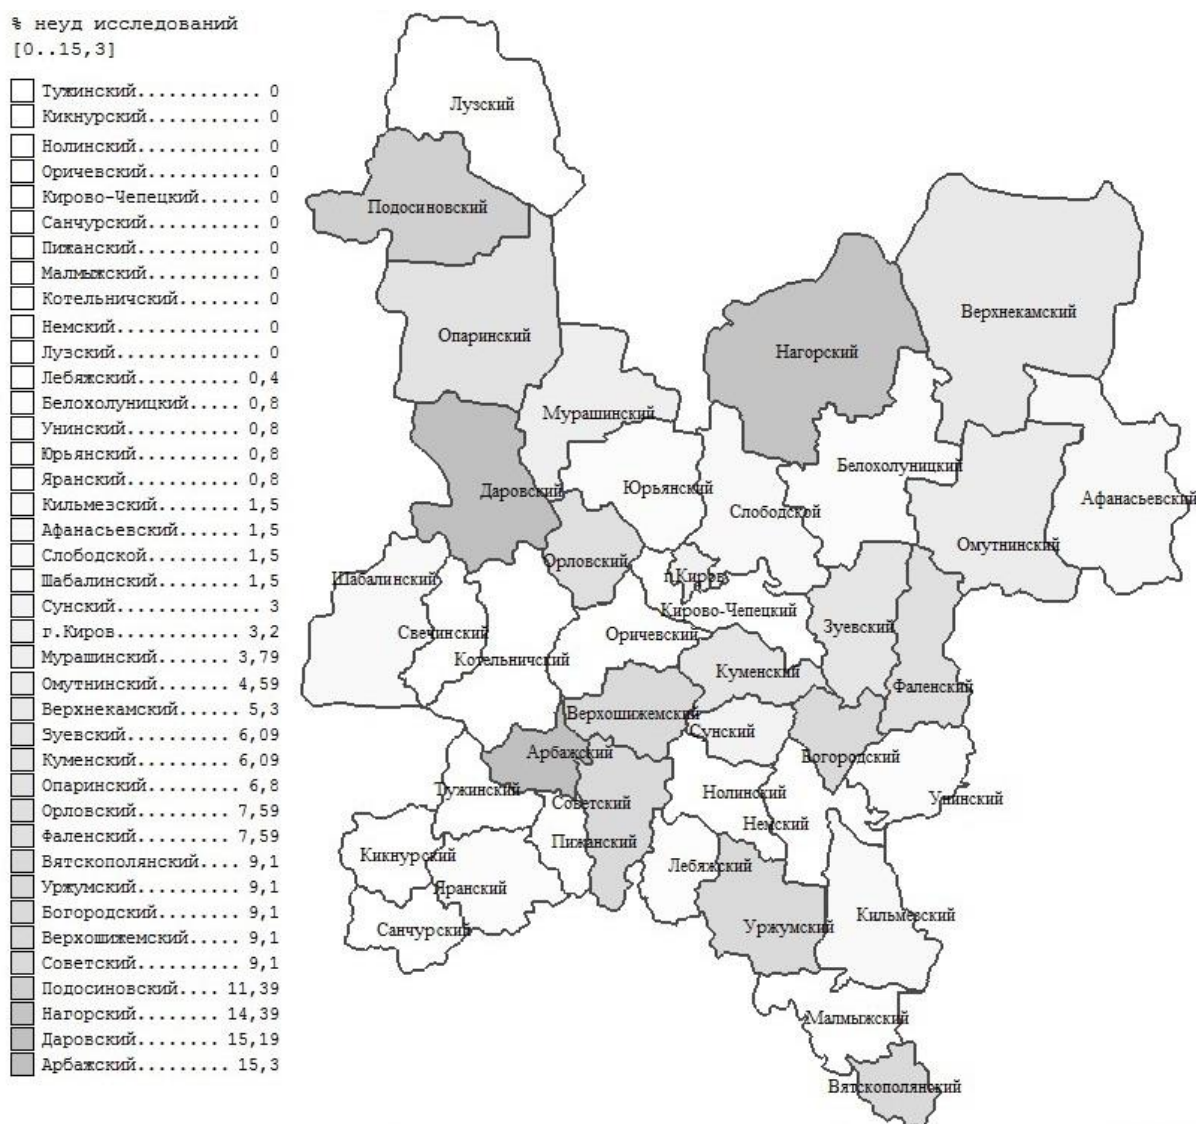 % неуд исследований
[0..15,3]
Тужинский............ 0
Кикнурский........... 0
Нолинский............ 0
Оричевский........... 0
Кирово-Чепецкий...... 0
Санчурский........... 0
Пижанский............ 0
Малмыжский........... 0
Котельничский........ 0
Немский.............. 0
Лузский.............. 0
Лебяжский.......... 0,4
Белохолуницкий..... 0,8
Унинский........... 0,8
Юрьянский.......... 0,8
Яранский........... 0,8
Кильмезский........ 1,5
Афанасьевский...... 1,5
Слободской......... 1,5
Шабалинский........ 1,5
Сунский.............. 3
г.Киров............ 3,2
Мурашинский....... 3,79
Омутнинский....... 4,59
Верхнекамский...... 5,3
Зуевский.......... 6,09
Куменский......... 6,09
Опаринский......... 6,8
Орловский......... 7,59
Фаленский......... 7,59
Вятскополянский.... 9,1
Уржумский.......... 9,1
Богородский........ 9,1
Верхошижемский..... 9,1
Советский.......... 9,1
Подосиновский.... 11,39
Нагорский........ 14,39
Даровский........ 15,19
Арбажский......... 15,3
Лузский
Подосиновский
Опаринский
Верхнекамский
Нагорский
Мурашинский
Белохолуницкий
Юрьянский
Даровский
Афанасьевский
Слободской
Омутнинский
Орловский
Шабалинский
г.Киров
Кирово-Чепецкий
Зуевский
Свечинский
Оричевский
Котельничский
Куменский
Фаленский
Верхошижемский
Сунский
Арбажский
Богородский
Тужинский
Советский
Нолинский
Унинский
Немский
Пижанский
Кикнурский
Лебяжский
Яранский
Кильмезский
Санчурский
Уржумский
Малмыжский
Вятскополянский